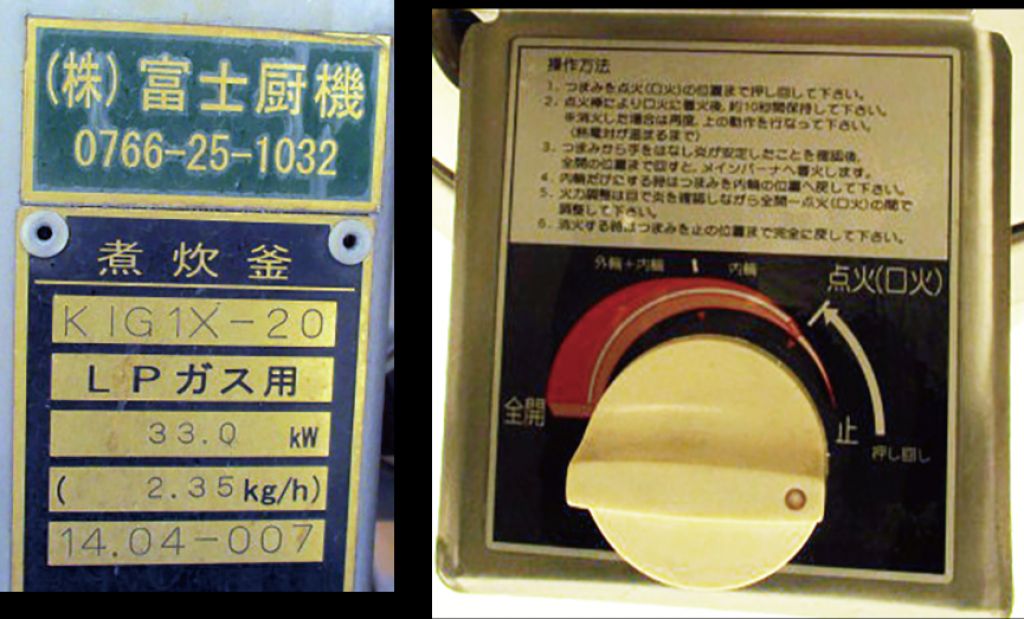 (株)富士厨機
0766-25-1032
煮炊釜
KIG1X-20
LPガス用
33.0 kW
( 2.35kg/h)
14.04-007
操作方法
1. つまみを点火(口火)の位置まで押し回して下さい。
2. 点火棒により口火に着火後、約10秒間保持して下さい。
※消火した場合は再度、上の動作を行なって下さい。
(熱電対が温まるまで)
3. つまみから手をはなし炎が安定したことを確認後、
全開の位置まで回すと、メインバーナへ着火します。
4. 内輪だけにする時はつまみを内輪の位置へ戻して下さい。
5. 火力調整は目で炎を確認しながら全開ー点火(口火)の間で
調整して下さい。
6. 消火する時はつまみを止の位置まで完全に戻して下さい。
外輪+内輪 内輪
点火(口火)
全開
止
押し回し